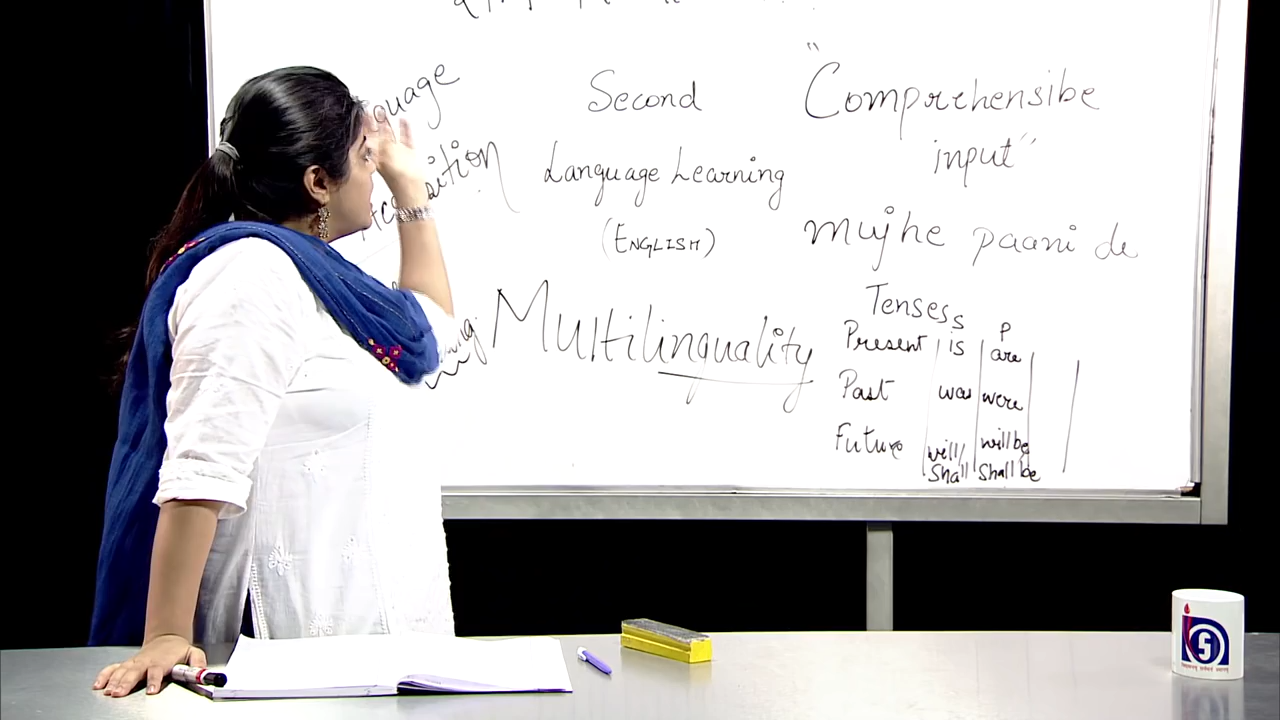 Second
Language Learning
(ENGLISH)
Multilinguality
"Comprehensibe
input"
mujhe paani de
Tenses
S P
Present is are
Past was were
Future will/ will be
Shall Shall be